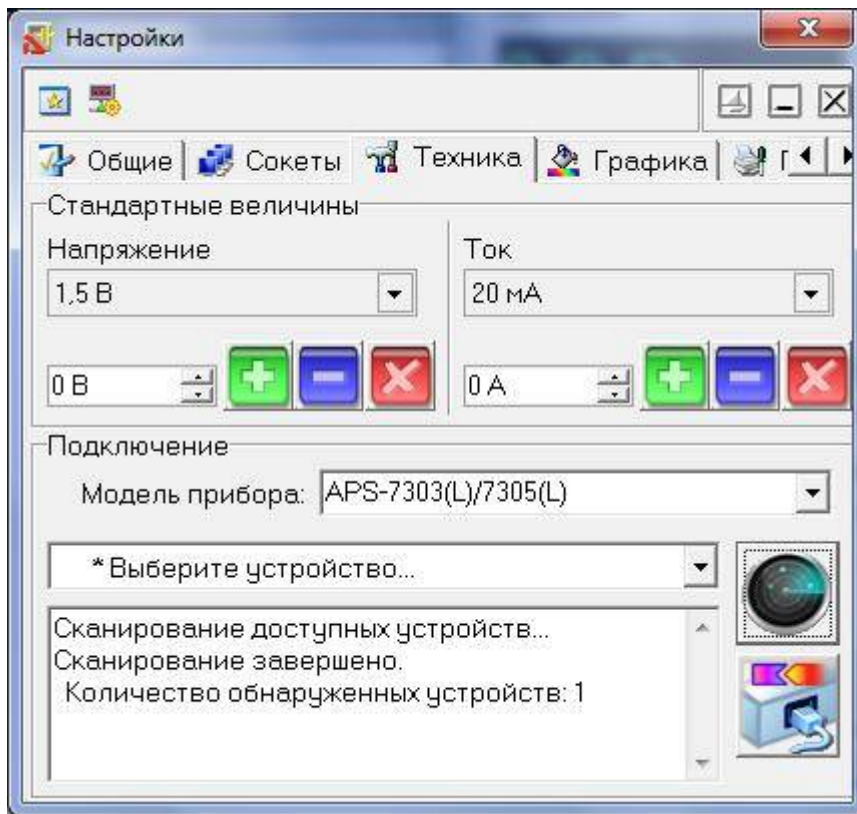 Настройки
Общие Сокеты Техника Графика
Стандартные величины
Напряжение Ток
1,5 В 20 мА
0 В 0 А
Подключение
Модель прибора: APS-7303(L)/7305(L)
* Выберите устройство...
Сканирование доступных устройств...
Сканирование завершено.
Количество обнаруженных устройств: 1